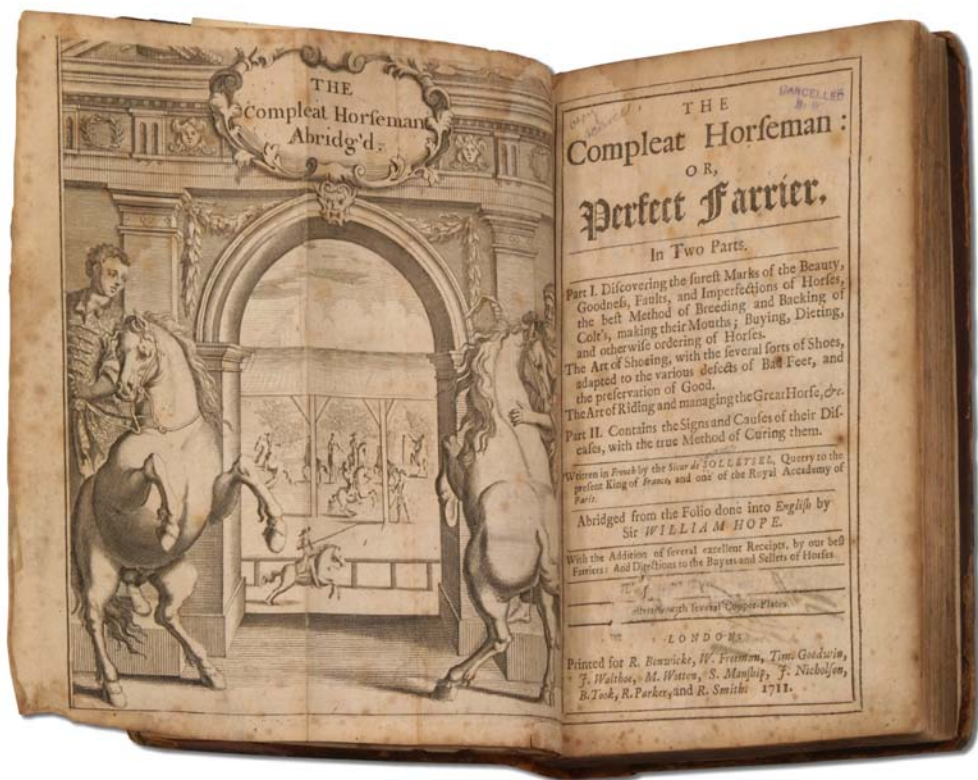 THE
Compleat Horseman
Abridg'd.
CANCELLED
THE
Compleat Horſeman:
OR,
Perfect Farrier.
In Two Parts.
Part I. Diſcovering the ſureſt Marks of the Beauty,
Goodneſs, Faults, and Imperfections of Horſes,
the beſt Method of Breeding and Backing of
Colt's, making their Mouths; Buying, Dieting,
and otherwiſe ordering of Horſes.
The Art of Shoeing, with the ſeveral ſorts of Shoes,
adapted to the various defects of Bad Feet, and
the preſervation of Good.
The Art of Riding and managing the Great Horſe, &c.
Part II. Contains the Signs and Cauſes of their Diſ-
eaſes, with the true Method of Curing them.
Written in French by the Sieur de SOLLEYSEL, Querry to the
preſent King of France, and one of the Royal Accademy of
Paris.
Abridged from the Folio done into Engliſh by
Sir WILLIAM HOPE.
With the Addition of ſeveral excellent Receipts, by our beſt
Farriers: And Directions to the Buyers and Sellers of Horſes.
with ſeveral Copper-Plates.
LONDON:
Printed for R. Bonwicke, W. Freeman, Tim. Goodwin,
J. Walthoe, M. Wotton, S. Manſhip, J. Nicholſon,
B. Took, R. Parker, and R. Smith. 1711.